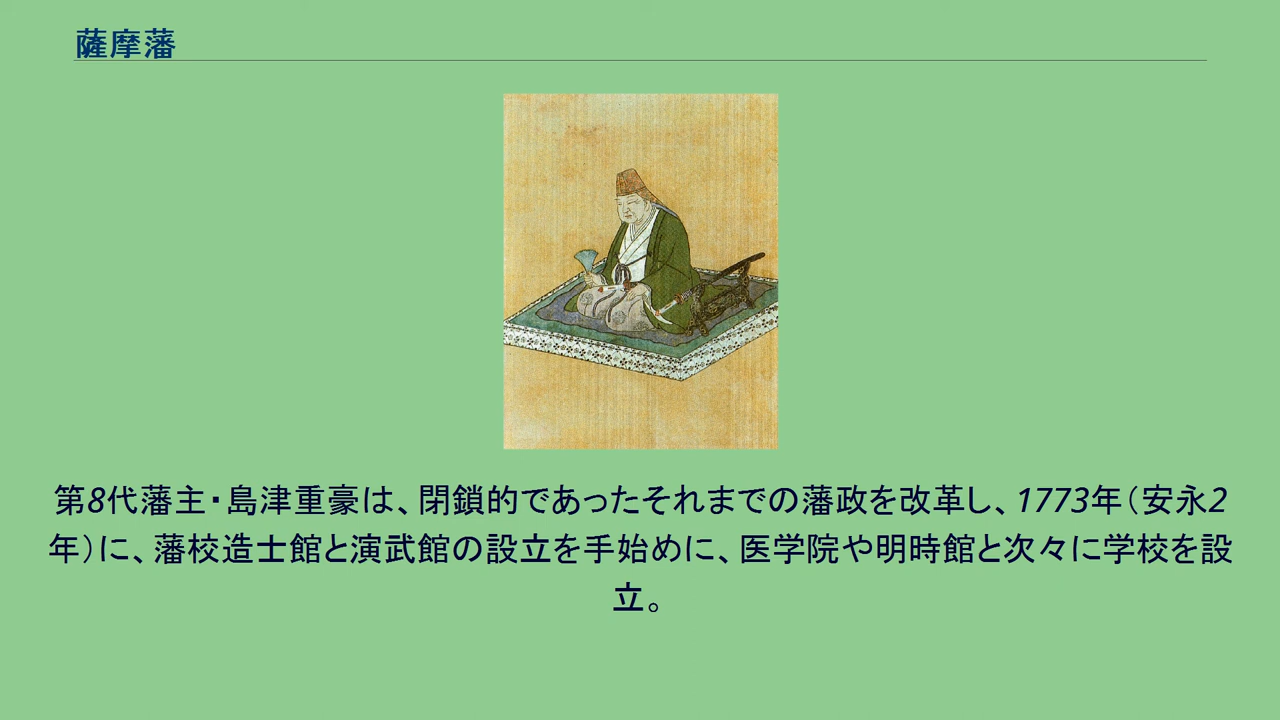 薩摩藩
第8代藩主・島津重豪は、閉鎖的であったそれまでの藩政を改革し、1773年（安永2
年）に、藩校造士館と演武館の設立を手始めに、医学院や明時館と次々に学校を設
立。